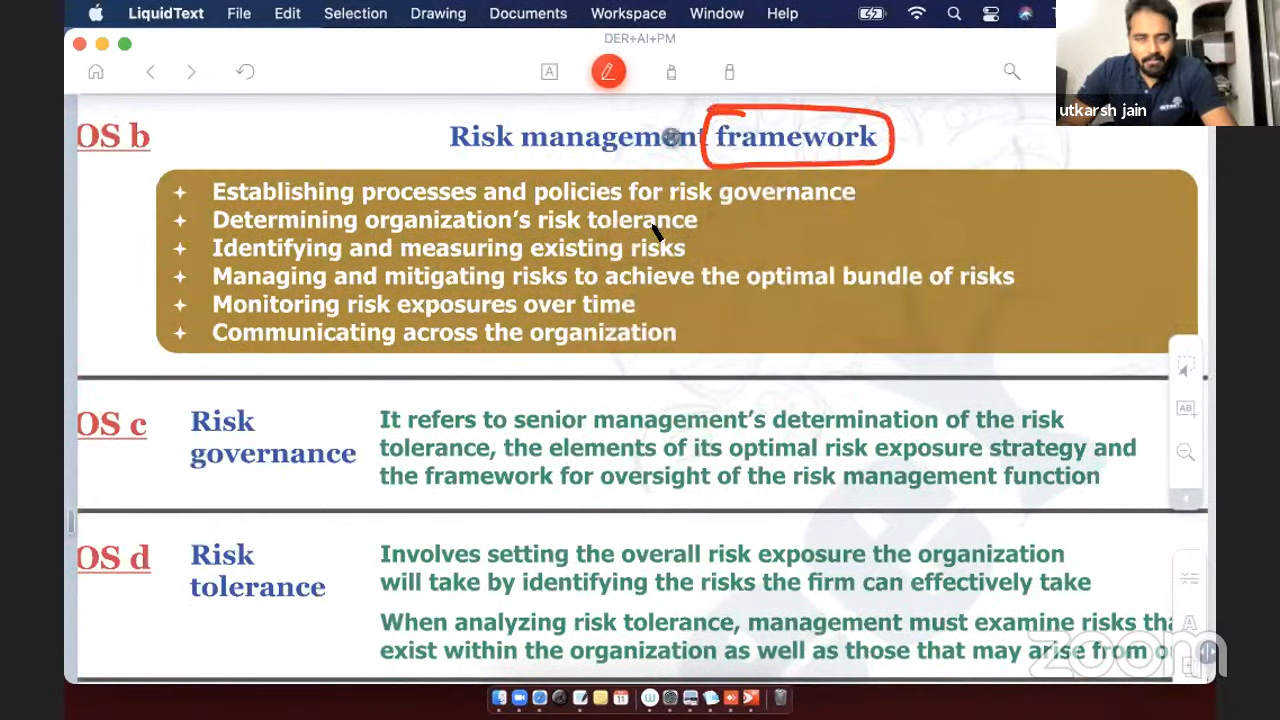 LiquidText File Edit Selection Drawing Documents Workspace Window Help
DER+AI+PM
A
utkarsh jain
OS b Risk management framework
Establishing processes and policies for risk governance
Determining organization's risk tolerance
Identifying and measuring existing risks
Managing and mitigating risks to achieve the optimal bundle of risks
Monitoring risk exposures over time
Communicating across the organization
AB
OS c Risk governance
It refers to senior management's determination of the risk
tolerance, the elements of its optimal risk exposure strategy and
the framework for oversight of the risk management function
OS d Risk tolerance
Involves setting the overall risk exposure the organization
will take by identifying the risks the firm can effectively take
When analyzing risk tolerance, management must examine risks
exist within the organization as well as those that may arise from
A
zoom
11